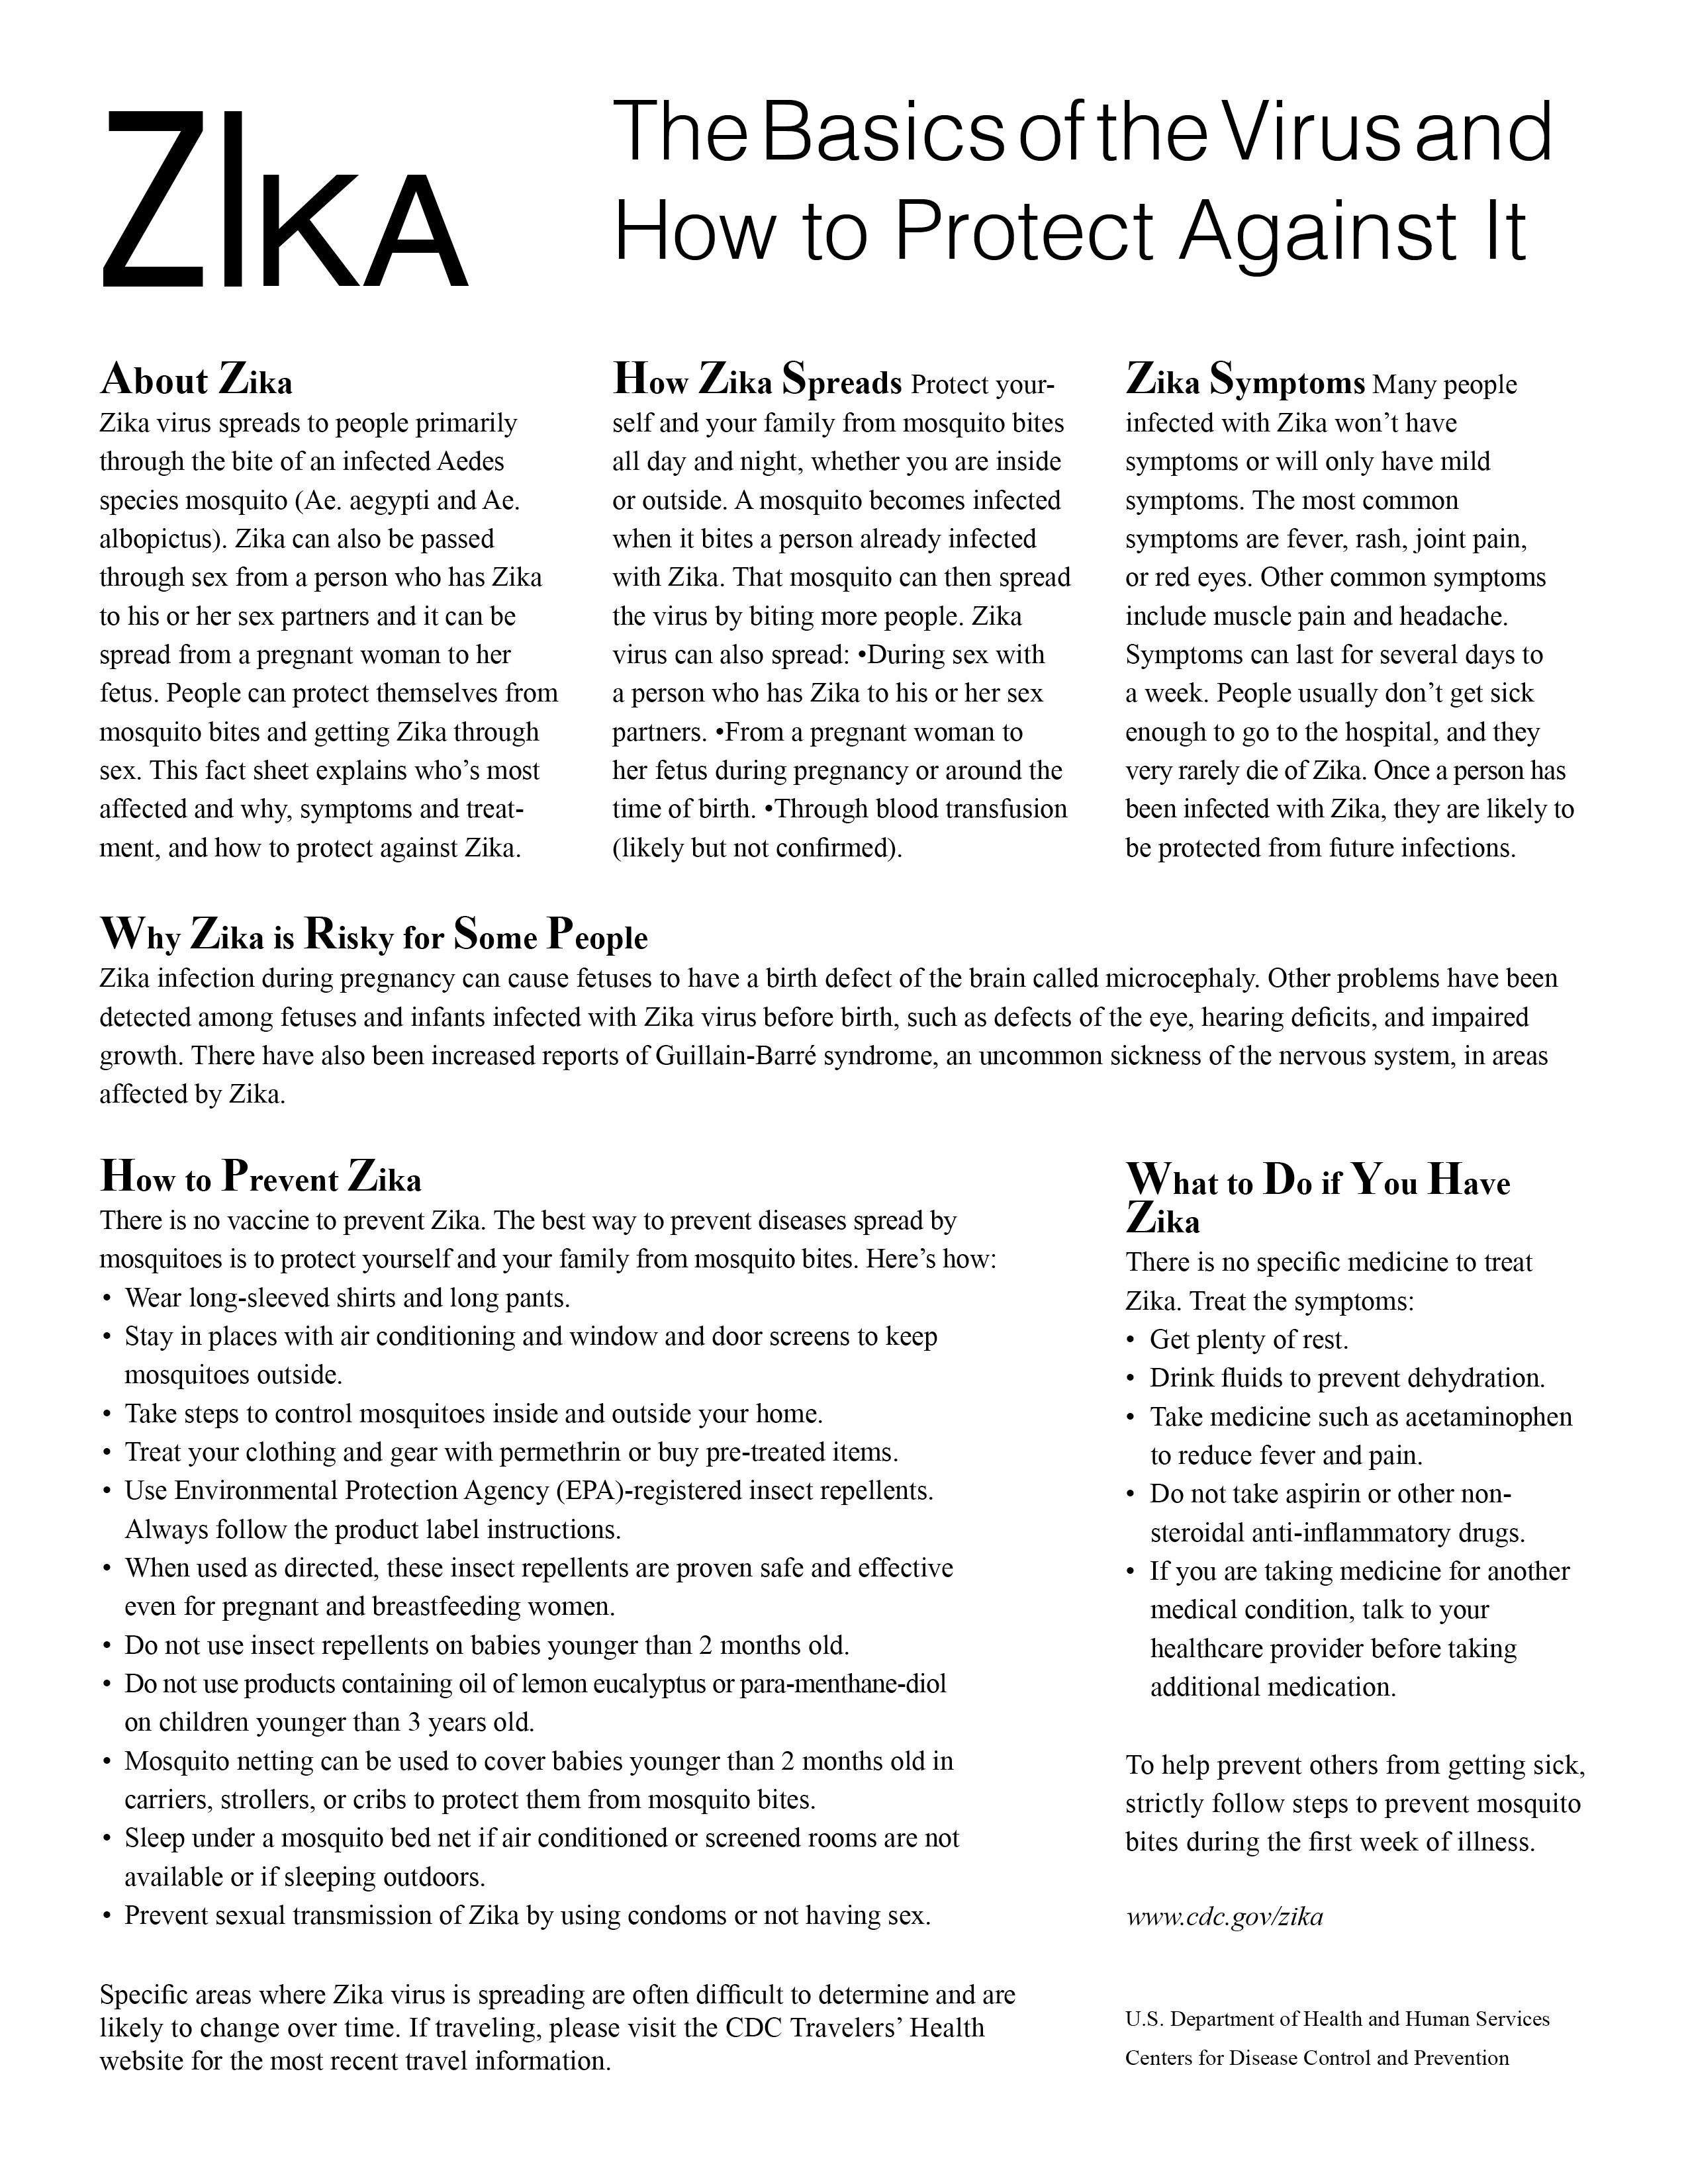 ZIKA
The Basics of the Virus and
How to Protect Against It
About Zika
Zika virus spreads to people primarily
through the bite of an infected Aedes
species mosquito (Ae. aegypti and Ae.
albopictus). Zika can also be passed
through sex from a person who has Zika
to his or her sex partners and it can be
spread from a pregnant woman to her
fetus. People can protect themselves from
mosquito bites and getting Zika through
sex. This fact sheet explains who’s most
affected and why, symptoms and treat-
ment, and how to protect against Zika.
How Zika Spreads Protect your-
self and your family from mosquito bites
all day and night, whether you are inside
or outside. A mosquito becomes infected
when it bites a person already infected
with Zika. That mosquito can then spread
the virus by biting more people. Zika
virus can also spread: •During sex with
a person who has Zika to his or her sex
partners. •From a pregnant woman to
her fetus during pregnancy or around the
time of birth. •Through blood transfusion
(likely but not confirmed).
Zika Symptoms Many people
infected with Zika won’t have
symptoms or will only have mild
symptoms. The most common
symptoms are fever, rash, joint pain,
or red eyes. Other common symptoms
include muscle pain and headache.
Symptoms can last for several days to
a week. People usually don’t get sick
enough to go to the hospital, and they
very rarely die of Zika. Once a person has
been infected with Zika, they are likely to
be protected from future infections.
Why Zika is Risky for Some People
Zika infection during pregnancy can cause fetuses to have a birth defect of the brain called microcephaly. Other problems have been
detected among fetuses and infants infected with Zika virus before birth, such as defects of the eye, hearing deficits, and impaired
growth. There have also been increased reports of Guillain-Barré syndrome, an uncommon sickness of the nervous system, in areas
affected by Zika.
How to Prevent Zika
There is no vaccine to prevent Zika. The best way to prevent diseases spread by
mosquitoes is to protect yourself and your family from mosquito bites. Here’s how:
• Wear long-sleeved shirts and long pants.
• Stay in places with air conditioning and window and door screens to keep
mosquitoes outside.
• Take steps to control mosquitoes inside and outside your home.
• Treat your clothing and gear with permethrin or buy pre-treated items.
• Use Environmental Protection Agency (EPA)-registered insect repellents.
Always follow the product label instructions.
• When used as directed, these insect repellents are proven safe and effective
even for pregnant and breastfeeding women.
• Do not use insect repellents on babies younger than 2 months old.
• Do not use products containing oil of lemon eucalyptus or para-menthane-diol
on children younger than 3 years old.
• Mosquito netting can be used to cover babies younger than 2 months old in
carriers, strollers, or cribs to protect them from mosquito bites.
• Sleep under a mosquito bed net if air conditioned or screened rooms are not
available or if sleeping outdoors.
• Prevent sexual transmission of Zika by using condoms or not having sex.
Specific areas where Zika virus is spreading are often difficult to determine and are
likely to change over time. If traveling, please visit the CDC Travelers’ Health
website for the most recent travel information.
What to Do if You Have
Zika
There is no specific medicine to treat
Zika. Treat the symptoms:
• Get plenty of rest.
• Drink fluids to prevent dehydration.
• Take medicine such as acetaminophen
to reduce fever and pain.
• Do not take aspirin or other non-
steroidal anti-inflammatory drugs.
• If you are taking medicine for another
medical condition, talk to your
healthcare provider before taking
additional medication.
To help prevent others from getting sick,
strictly follow steps to prevent mosquito
bites during the first week of illness.
www.cdc.gov/zika
U.S. Department of Health and Human Services
Centers for Disease Control and Prevention